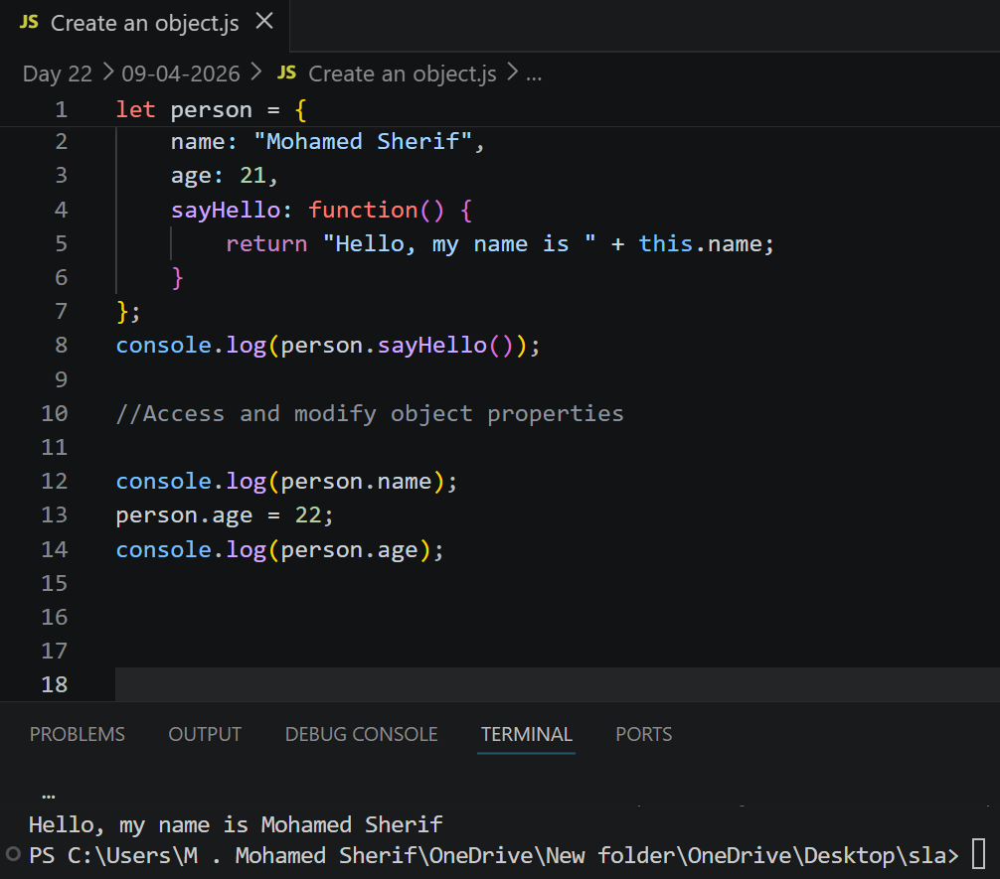 JS Create an object.js
Day 22 > 09-04-2026 > JS Create an object.js > ...
1 let person = {
2 name: "Mohamed Sherif",
3 age: 21,
4 sayHello: function() {
5 return "Hello, my name is " + this.name;
6 }
7 };
8 console.log(person.sayHello());
9
10 //Access and modify object properties
11
12 console.log(person.name);
13 person.age = 22;
14 console.log(person.age);
15
16
17
18
PROBLEMS OUTPUT DEBUG CONSOLE TERMINAL PORTS
…
Hello, my name is Mohamed Sherif
PS C:\Users\M . Mohamed Sherif\OneDrive\New folder\OneDrive\Desktop\sla>